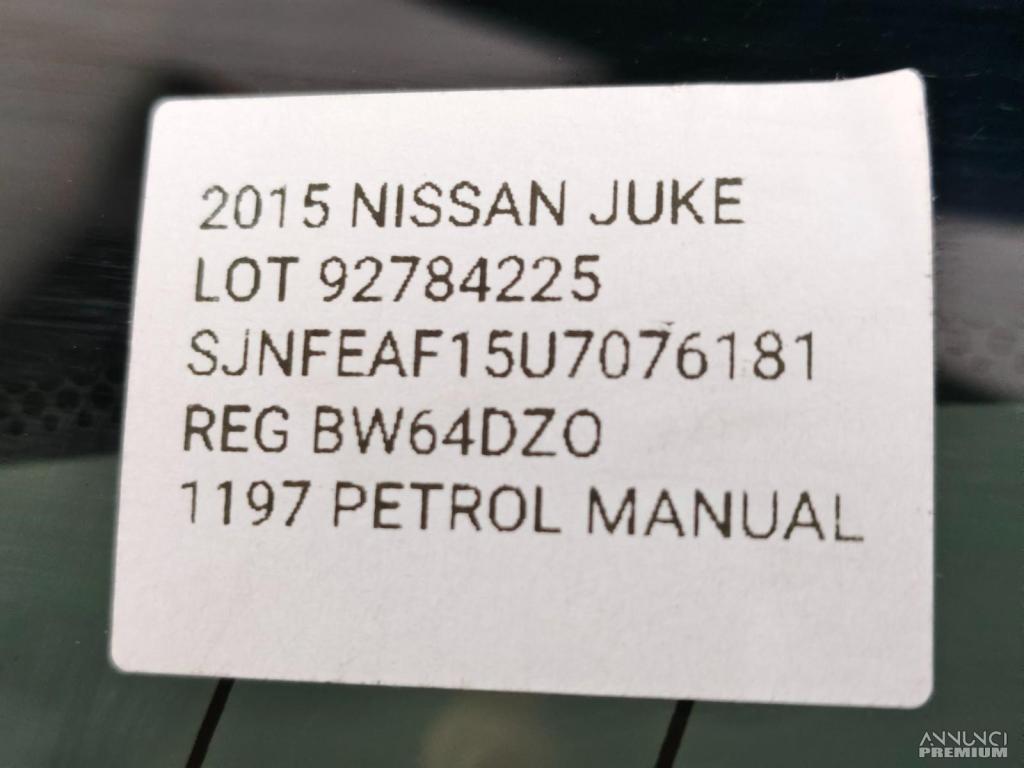 2015 NISSAN JUKE
LOT 92784225
SJNFEAF15U7076181
REG BW64DZO
1197 PETROL MANUAL
ANNUNCI
PREMIUM